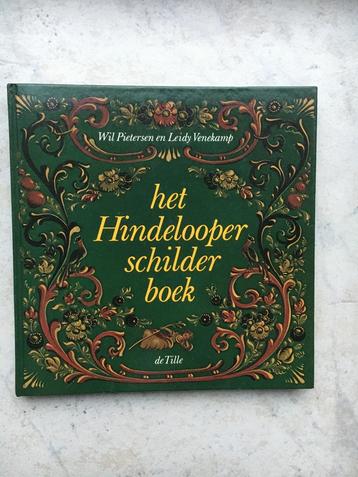 Wil Pietersen en Leidy Venekamp
het
Hindelooper
schilder
boek
de Tille